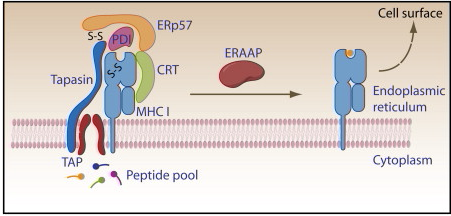 Cell surface
ERp57
S-S
PDI
ERAAP
S-S
CRT
Tapasin
Endoplasmic
reticulum
MHC I
TAP
Cytoplasm
Peptide pool